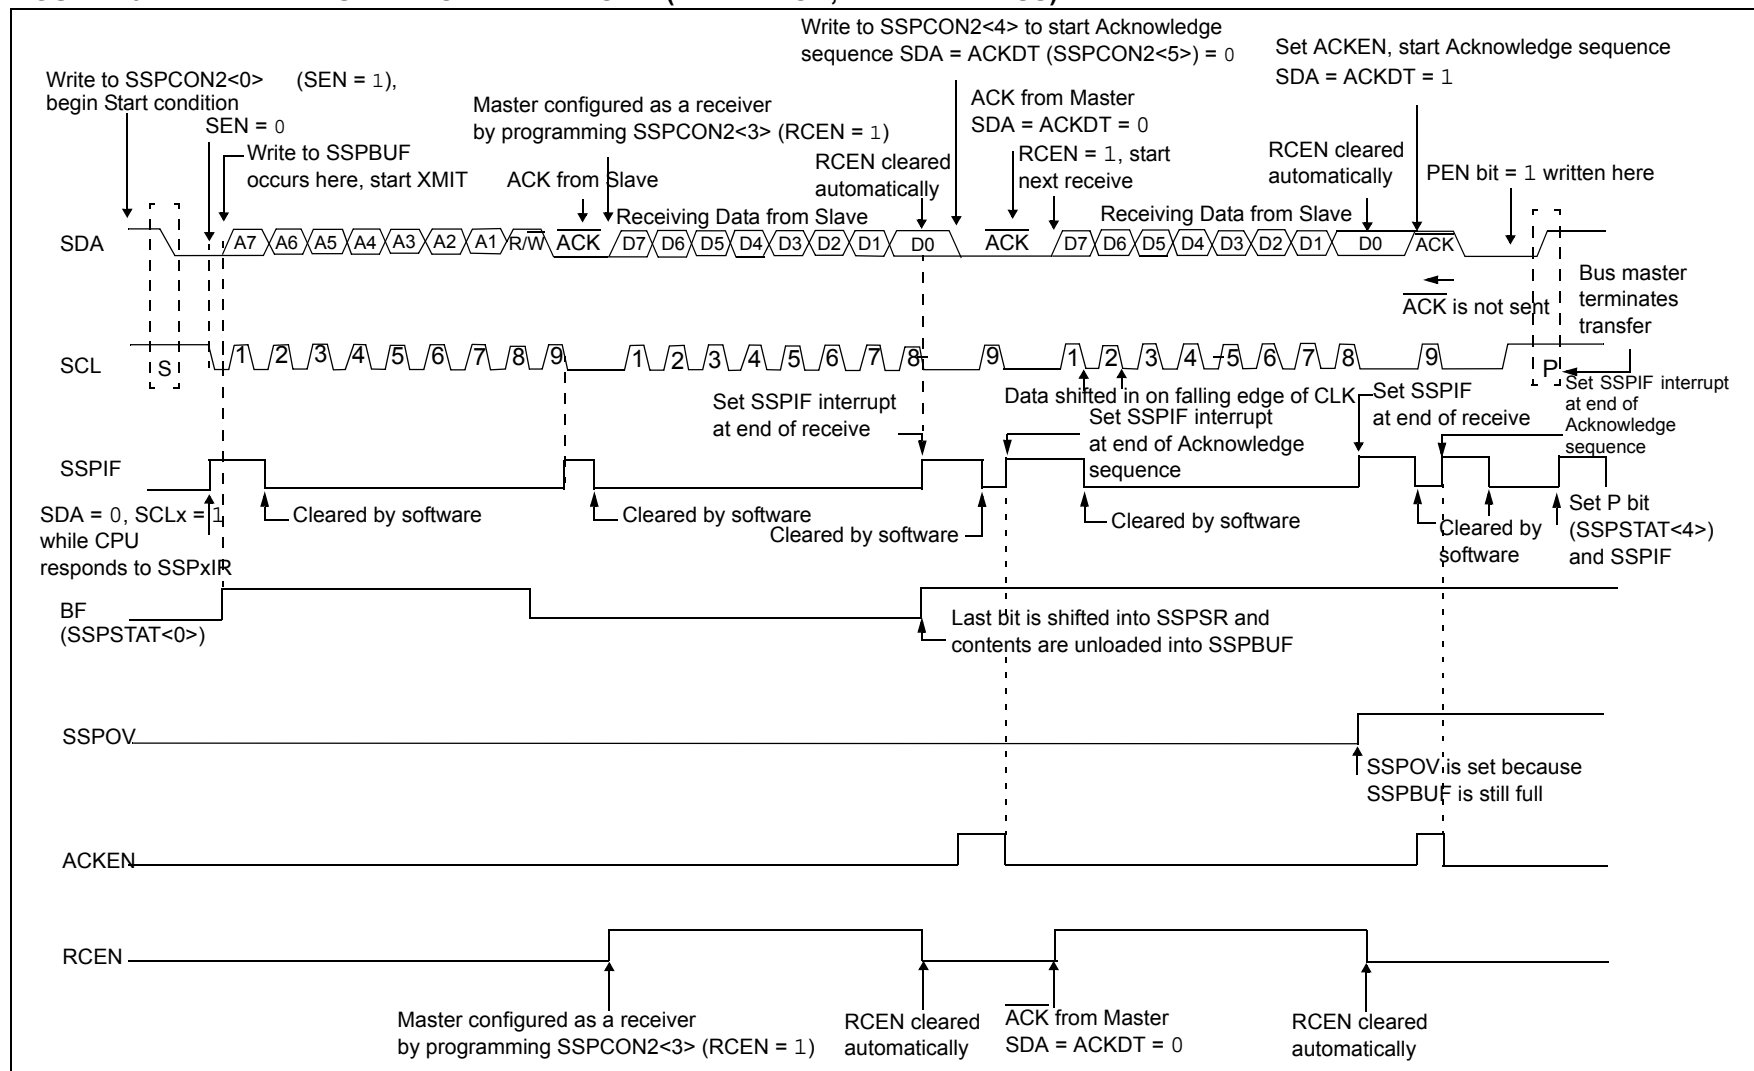 Write to SSPCON2<4> to start Acknowledge
sequence SDA = ACKDT (SSPCON2<5>) = 0
Set ACKEN, start Acknowledge sequence
SDA = ACKDT = 1
Write to SSPCON2<0> (SEN = 1),
begin Start condition
SEN = 0
Write to SSPBUF
occurs here, start XMIT
Master configured as a receiver
by programming SSPCON2<3> (RCEN = 1)
ACK from Slave
RCEN cleared
automatically
ACK from Master
SDA = ACKDT = 0
RCEN = 1, start
next receive
RCEN cleared
automatically
PEN bit = 1 written here
Receiving Data from Slave
Receiving Data from Slave
SDA A7 A6 A5 A4 A3 A2 A1 R/W ACK D7 D6 D5 D4 D3 D2 D1 D0 ACK D7 D6 D5 D4 D3 D2 D1 D0 ACK
ACK is not sent
Bus master
terminates
transfer
SCL S 1 2 3 4 5 6 7 8 9 1 2 3 4 5 6 7 8 9 1 2 3 4 5 6 7 8 9 P
Data shifted in on falling edge of CLK
Set SSPIF interrupt
at end of receive
Set SSPIF interrupt
at end of Acknowledge
sequence
Set SSPIF
at end of receive
Set SSPIF interrupt
at end of
Acknowledge
sequence
SSPIF
SDA = 0, SCLx = 1
while CPU
responds to SSPxIR
Cleared by software
Cleared by software
Cleared by software
Cleared by software
Cleared by
software
Set P bit
(SSPSTAT<4>)
and SSPIF
BF
(SSPSTAT<0>)
Last bit is shifted into SSPSR and
contents are unloaded into SSPBUF
SSPOV
SSPOV is set because
SSPBUF is still full
ACKEN
RCEN
Master configured as a receiver
by programming SSPCON2<3> (RCEN = 1)
RCEN cleared
automatically
ACK from Master
SDA = ACKDT = 0
RCEN cleared
automatically